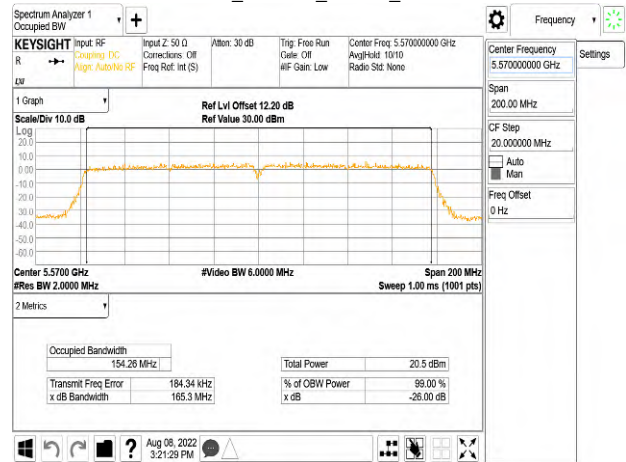 Spectrum Analyzer 1
Occupied BW
Frequency
KEYSIGHT
R
LXI
Input: RF
Coupling: DC
Align: Auto/No RF
Input Z: 50 Ω
Corrections: Off
Freq Ref: Int (S)
Atten: 30 dB
Trig: Free Run
Gate: Off
#IF Gain: Low
Center Freq: 5.570000000 GHz
Avg|Hold: 10/10
Radio Std: None
Center Frequency
5.570000000 GHz
Settings
Span
200.00 MHz
CF Step
20.000000 MHz
Auto
Man
Freq Offset
0 Hz
1 Graph
Scale/Div 10.0 dB
Ref Lvl Offset 12.20 dB
Ref Value 30.00 dBm
Log
20.0
10.0
0.00
-10.0
-20.0
-30.0
-40.0
-50.0
-60.0
Center 5.5700 GHz
#Res BW 2.0000 MHz
#Video BW 6.0000 MHz
Span 200 MHz
Sweep 1.00 ms (1001 pts)
2 Metrics
Occupied Bandwidth
154.26 MHz
Total Power 20.5 dBm
Transmit Freq Error 184.34 kHz
% of OBW Power 99.00 %
x dB Bandwidth 165.3 MHz
x dB -26.00 dB
?
Aug 08, 2022
3:21:29 PM